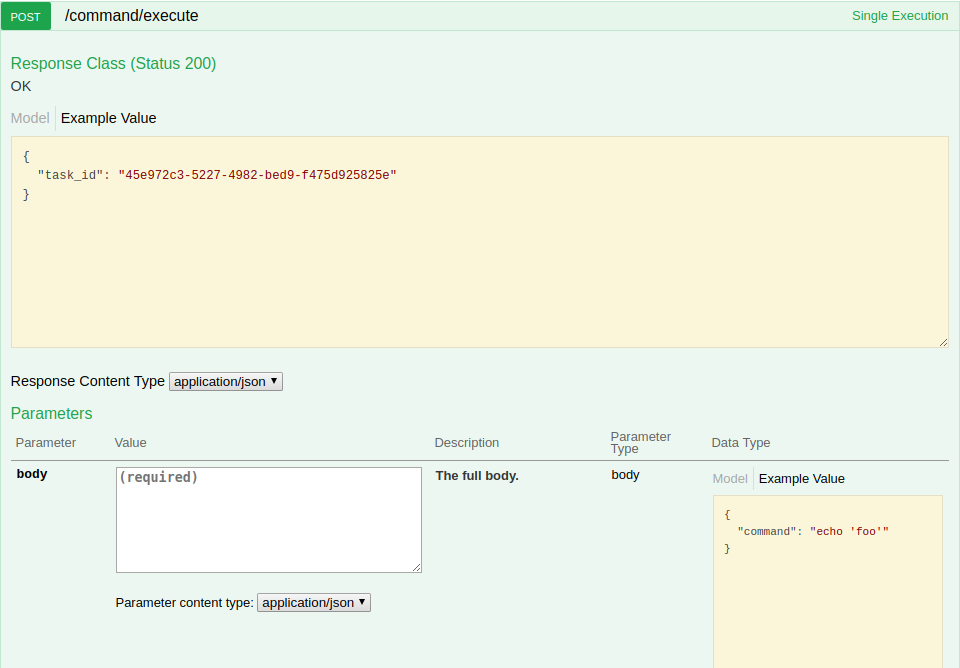 POST /command/execute Single Execution
Response Class (Status 200)
OK
Model Example Value
{
"task_id": "45e972c3-5227-4982-bed9-f475d925825e"
}
Response Content Type application/json
Parameters
Parameter Value Description Parameter Type Data Type
body (required) The full body. body Model Example Value
{
"command": "echo 'foo'"
}
Parameter content type: application/json